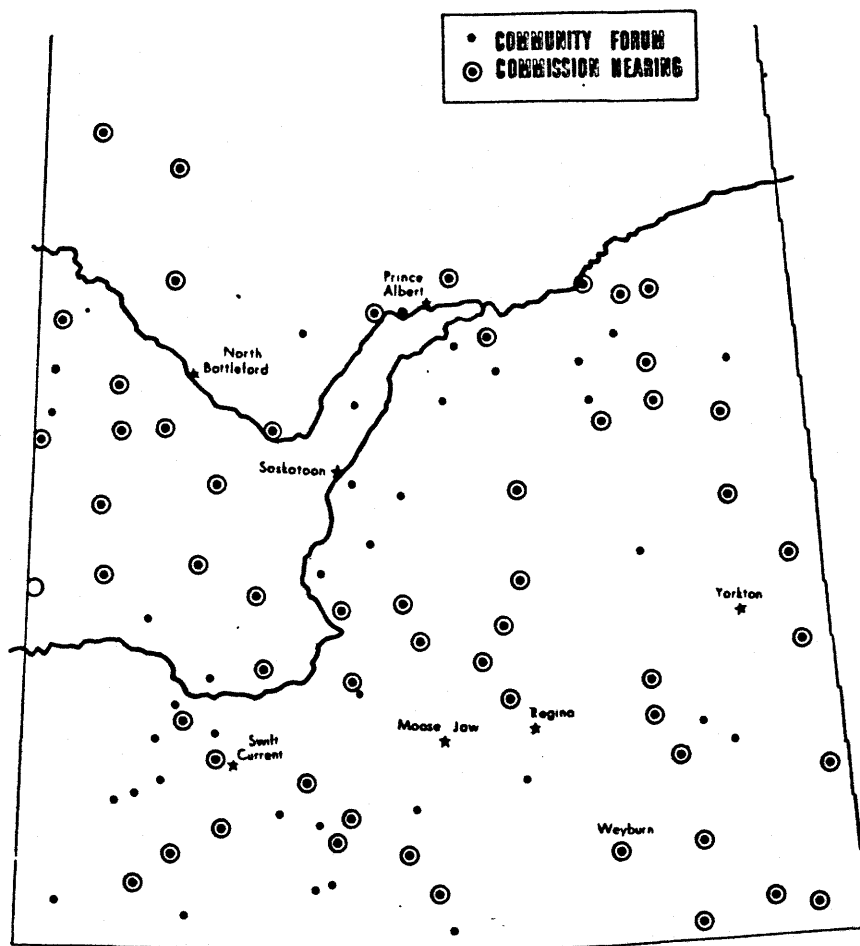 COMMUNITY FORUM
COMMISSION HEARING
Prince
Albert
North
Battleford
Saskatoon
Yorkton
Moose Jaw
Regina
Swift
Current
Weyburn